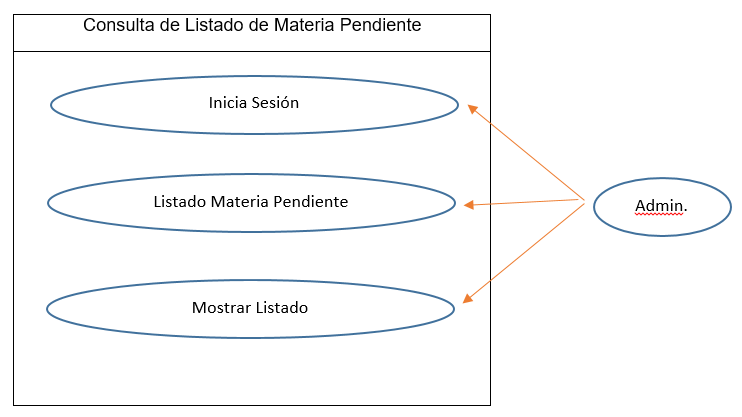 Consulta de Listado de Materia Pendiente
Inicia Sesión
Listado Materia Pendiente
Admin.
Mostrar Listado